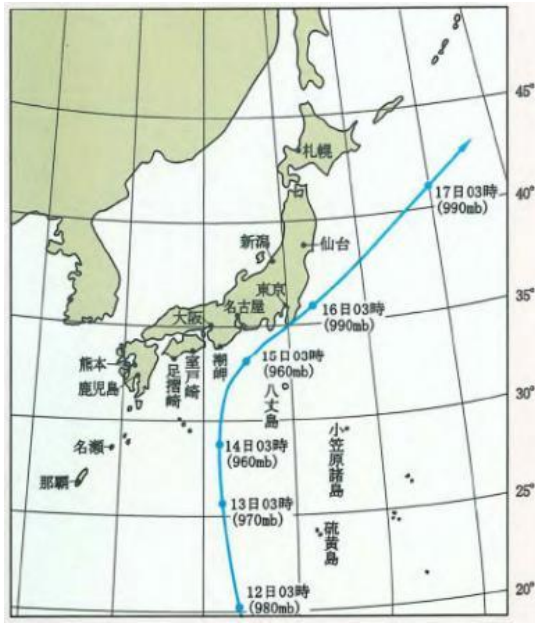 45°
札幌
40°
17日03時
(990mb)
新潟
仙台
東京
35°
大阪
名古屋
16日03時
(990mb)
熊本
鹿児島
足摺崎
室戸崎
潮岬
15日03時
(960mb)
八丈島
30°
名瀬
14日03時
(960mb)
小笠原諸島
那覇
25°
13日03時
(970mb)
硫黄島
12日03時
(980mb)
20°